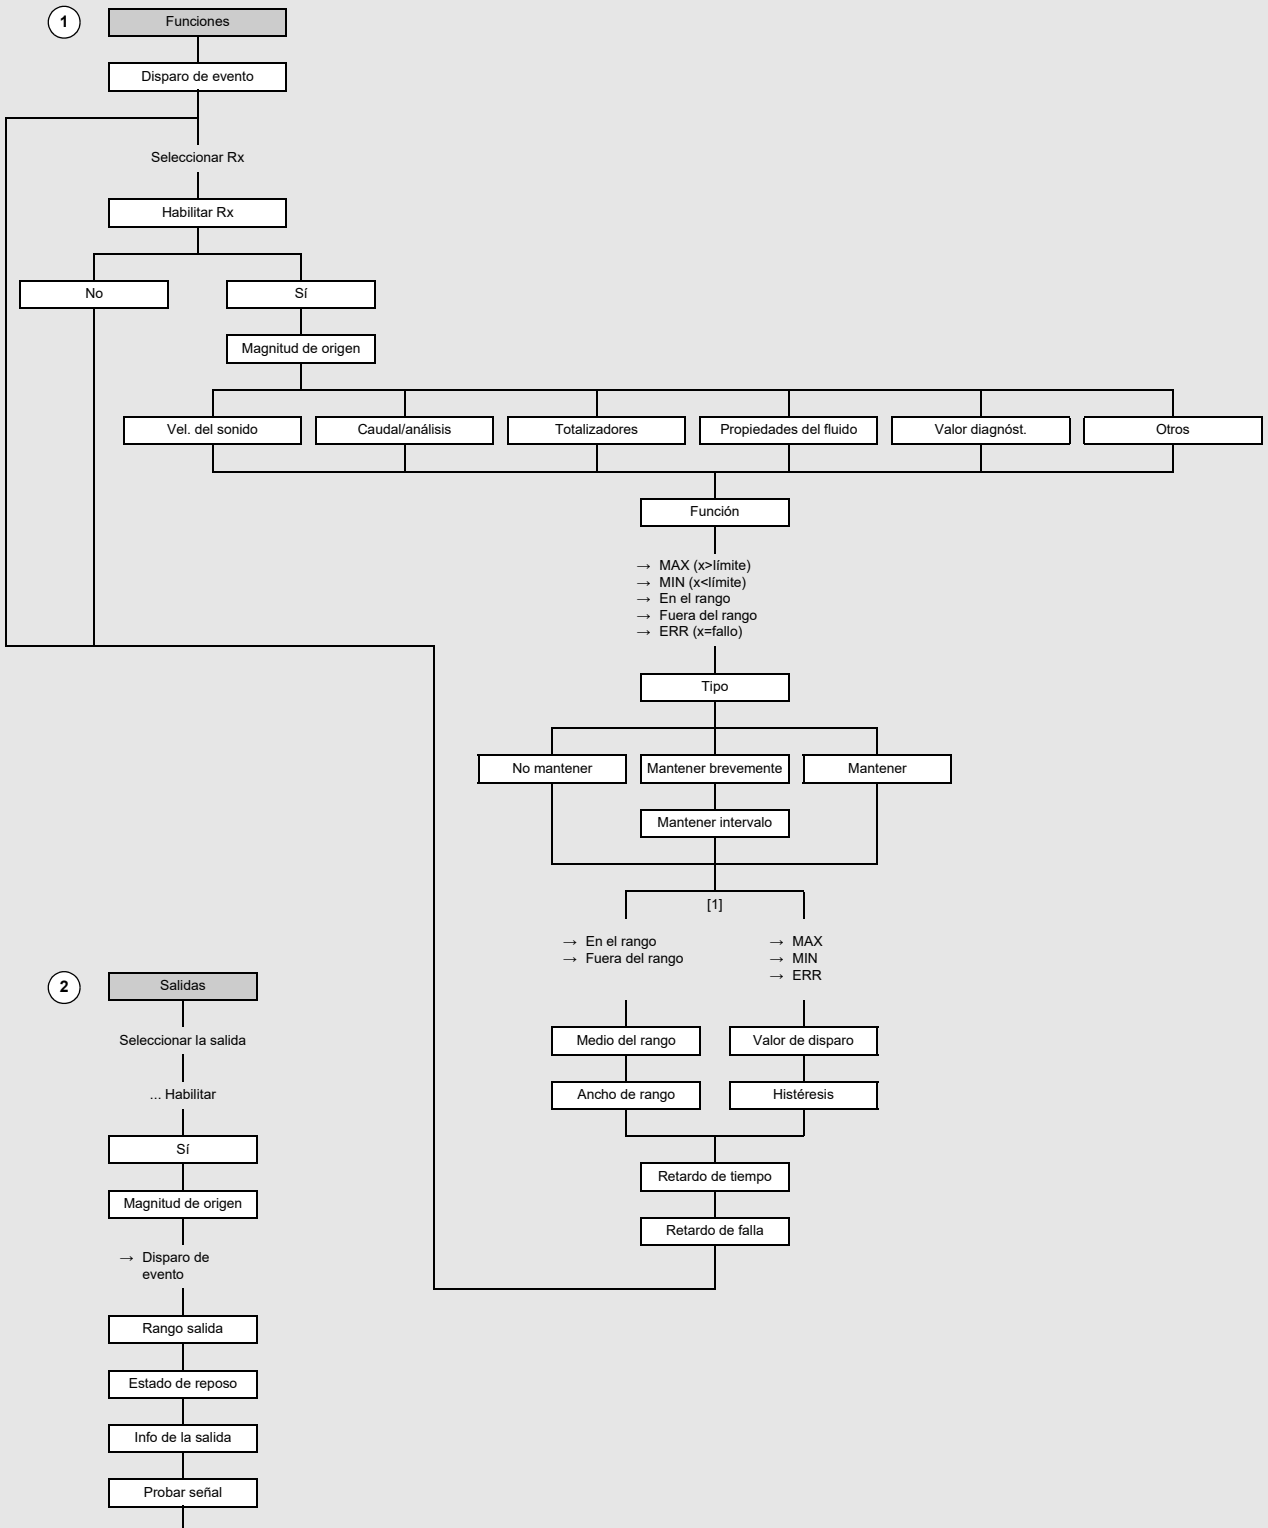 1
Funciones
Disparo de evento
Seleccionar Rx
Habilitar Rx
No
Sí
Magnitud de origen
Vel. del sonido
Caudal/análisis
Totalizadores
Propiedades del fluido
Valor diagnóst.
Otros
Función
→ MAX (x>límite)
→ MIN (x<límite)
→ En el rango
→ Fuera del rango
→ ERR (x=fallo)
Tipo
No mantener
Mantener brevemente
Mantener
Mantener intervalo
[1]
→ En el rango
→ Fuera del rango
→ MAX
→ MIN
→ ERR
Medio del rango
Valor de disparo
Ancho de rango
Histéresis
Retardo de tiempo
Retardo de falla
2
Salidas
Seleccionar la salida
... Habilitar
Sí
Magnitud de origen
→ Disparo de
evento
Rango salida
Estado de reposo
Info de la salida
Probar señal